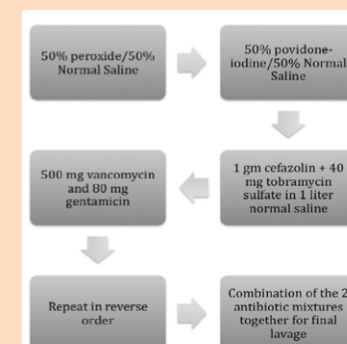 50% peroxide/50%
Normal Saline
50% povidone-
iodine/50% Normal
Saline
1 gm cefazolin + 40
mg tobramycin
sulfate in 1 liter
normal saline
500 mg vancomycin
and 80 mg
gentamicin
Repeat in reverse
order
Combination of the 2
antibiotic mixtures
together for final
lavage